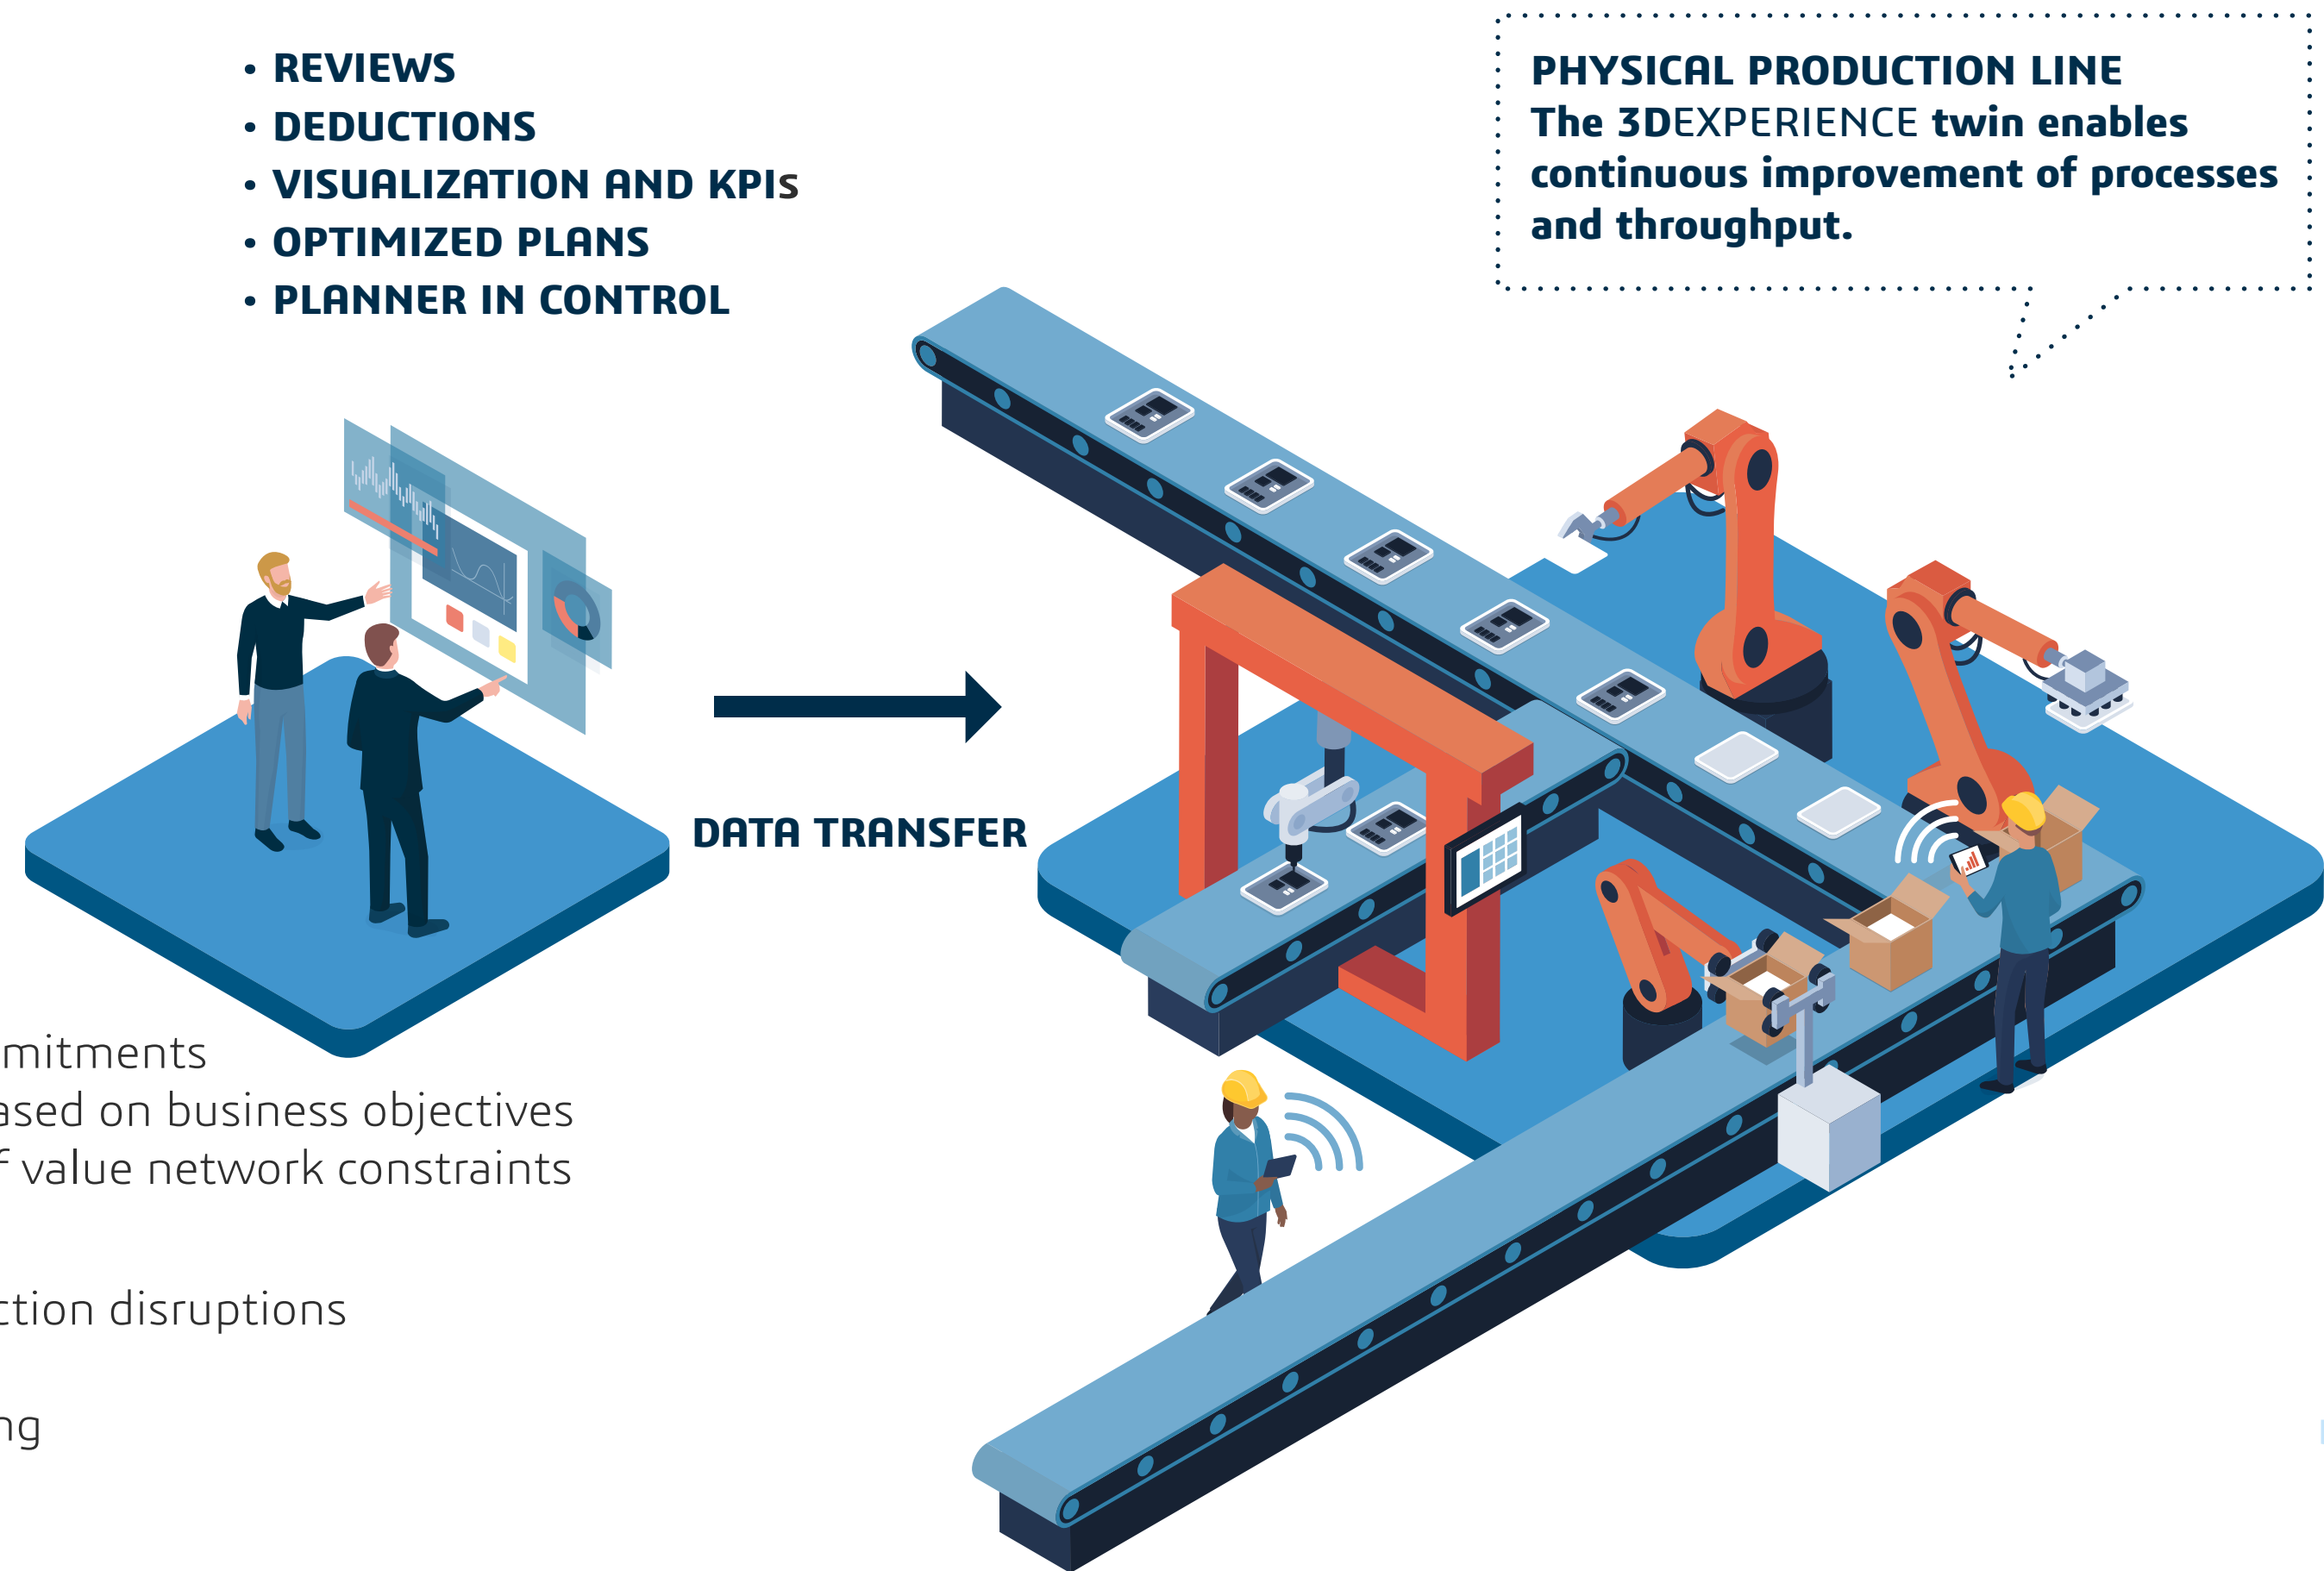 • REVIEWS
• DEDUCTIONS
• VISUALIZATION AND KPIs
• OPTIMIZED PLANS
• PLANNER IN CONTROL
PHYSICAL PRODUCTION LINE
The 3DEXPERIENCE twin enables
continuous improvement of processes
and throughput.
DATA TRANSFER
mitments
ased on business objectives
f value network constraints
ction disruptions
ng